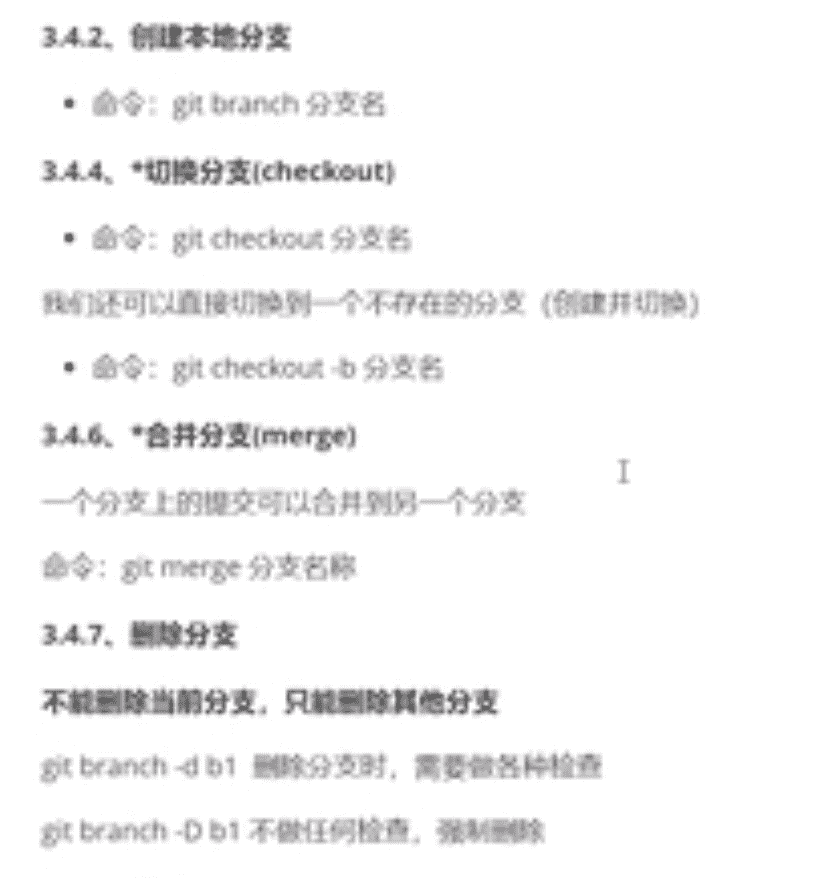 3.4.2、创建本地分支
• 命令：git branch 分支名
3.4.4、*切换分支(checkout)
• 命令：git checkout 分支名
我们还可以直接切换到一个不存在的分支（创建并切换）
• 命令：git checkout -b 分支名
3.4.6、*合并分支(merge)
一个分支上的提交可以合并到另一个分支
命令：git merge 分支名称
3.4.7、删除分支
不能删除当前分支，只能删除其他分支
git branch -d b1 删除分支时，需要做各种检查
git branch -D b1 不做任何检查，强制删除